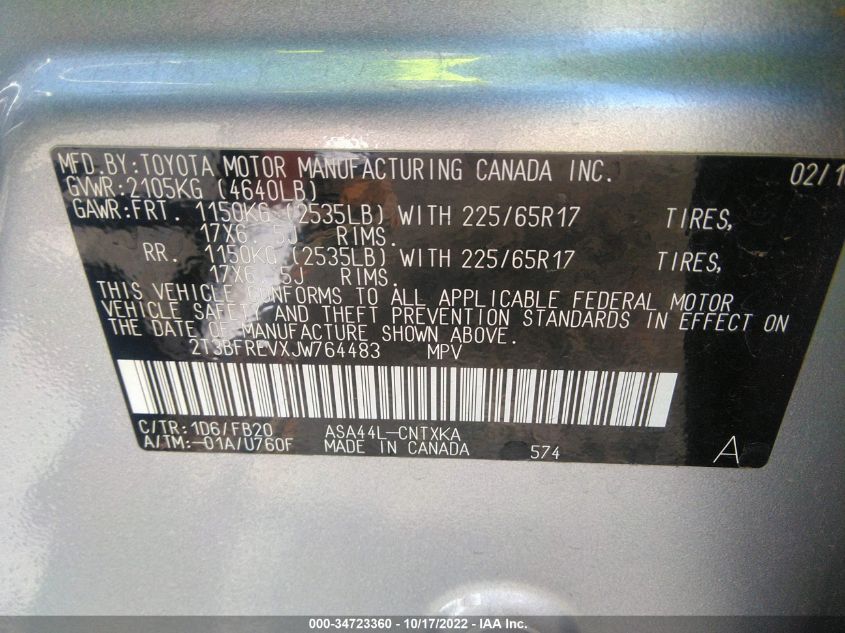 MFD.BY:TOYOTA MOTOR MANUFACTURING CANADA INC. 02/1
GVWR:2105KG (4640LB)
GAWR:FRT. 1150KG (2535LB) WITH 225/65R17 TIRES,
17X6.5J RIMS.
RR. 1150KG (2535LB) WITH 225/65R17 TIRES,
17X6.5J RIMS.
THIS VEHICLE CONFORMS TO ALL APPLICABLE FEDERAL MOTOR
VEHICLE SAFETY AND THEFT PREVENTION STANDARDS IN EFFECT ON
THE DATE OF MANUFACTURE SHOWN ABOVE.
2T3BFREVXJW764483 MPV
C/TR:1D6/FB20 ASA44L-CNTXKA
A/TM:-01A/U760F MADE IN CANADA 574 A
000-34723360 - 10/17/2022 - IAA Inc.